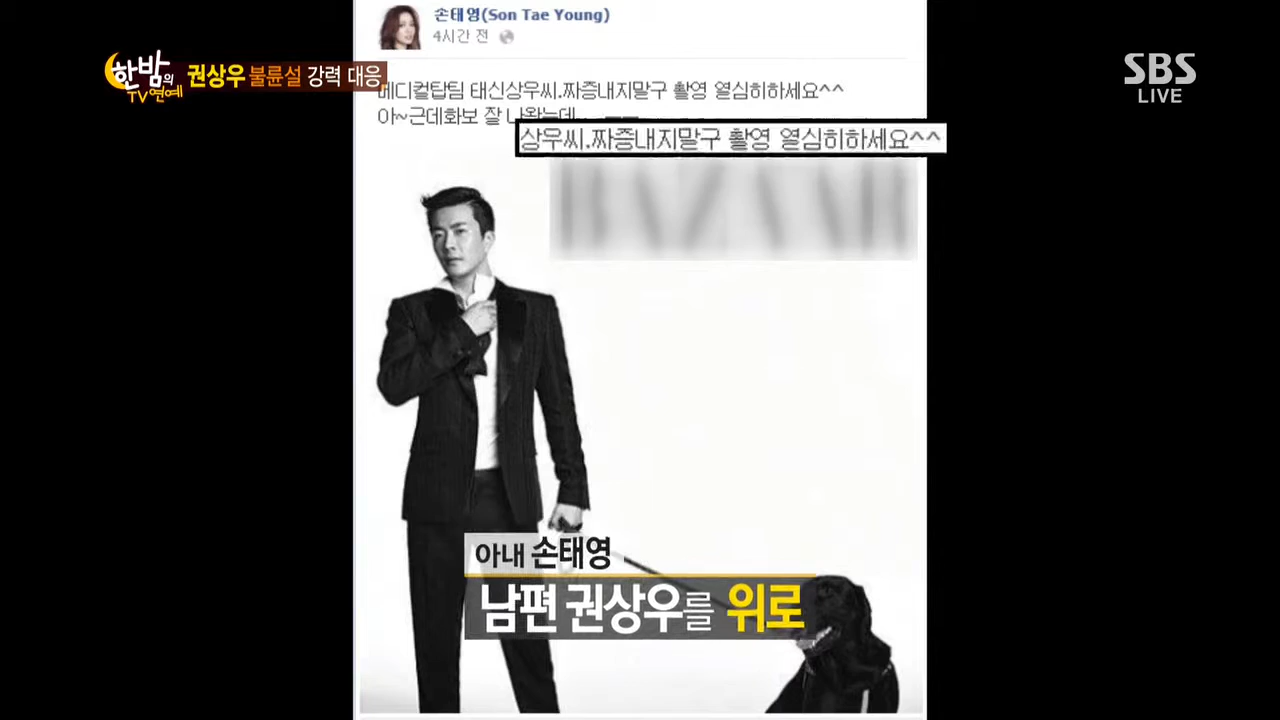 손태영(Son Tae Young)
4시간 전
한밤의
TV연예
권상우 불륜설 강력 대응
SBS
LIVE
메디컬탑팀 태신상우씨.짜증내지말구 촬영 열심히하세요^^
아~근데화보 잘 나왔는데
상우씨.짜증내지말구 촬영 열심히하세요^^
아내 손태영
남편 권상우를 위로